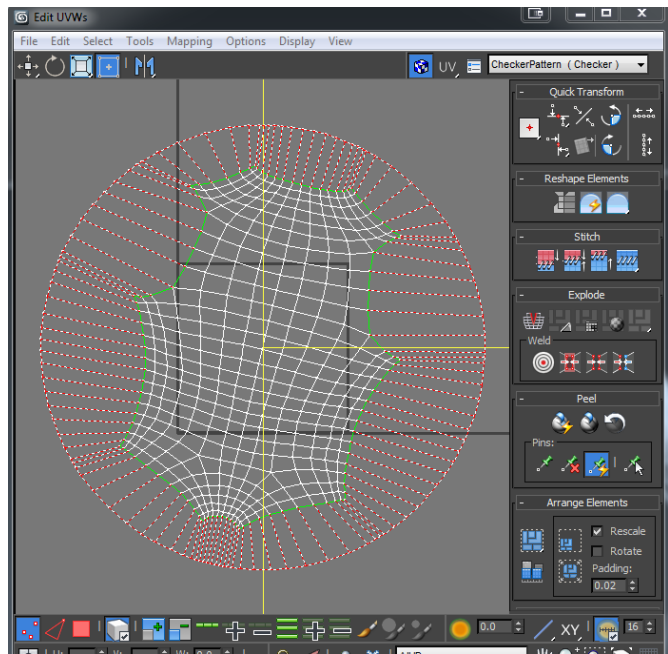 Edit UVWs
File Edit Select Tools Mapping Options Display View
UV CheckerPattern ( Checker )
- Quick Transform
- Reshape Elements
- Stitch
- Explode
Weld
- Peel
Pins:
- Arrange Elements
Rescale
Rotate
Padding:
0.02
0.0 XY 16